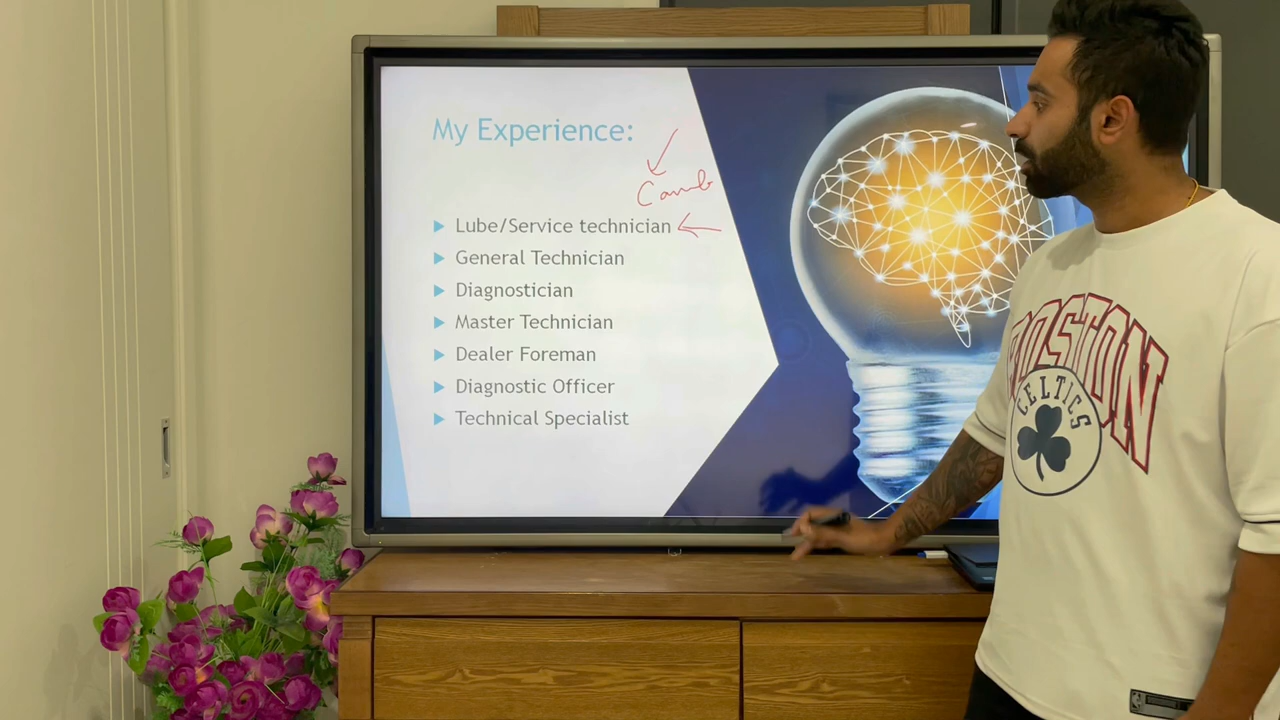 My Experience:
Lube/Service technician
General Technician
Diagnostician
Master Technician
Dealer Foreman
Diagnostic Officer
Technical Specialist
BOSTON
CELTICS